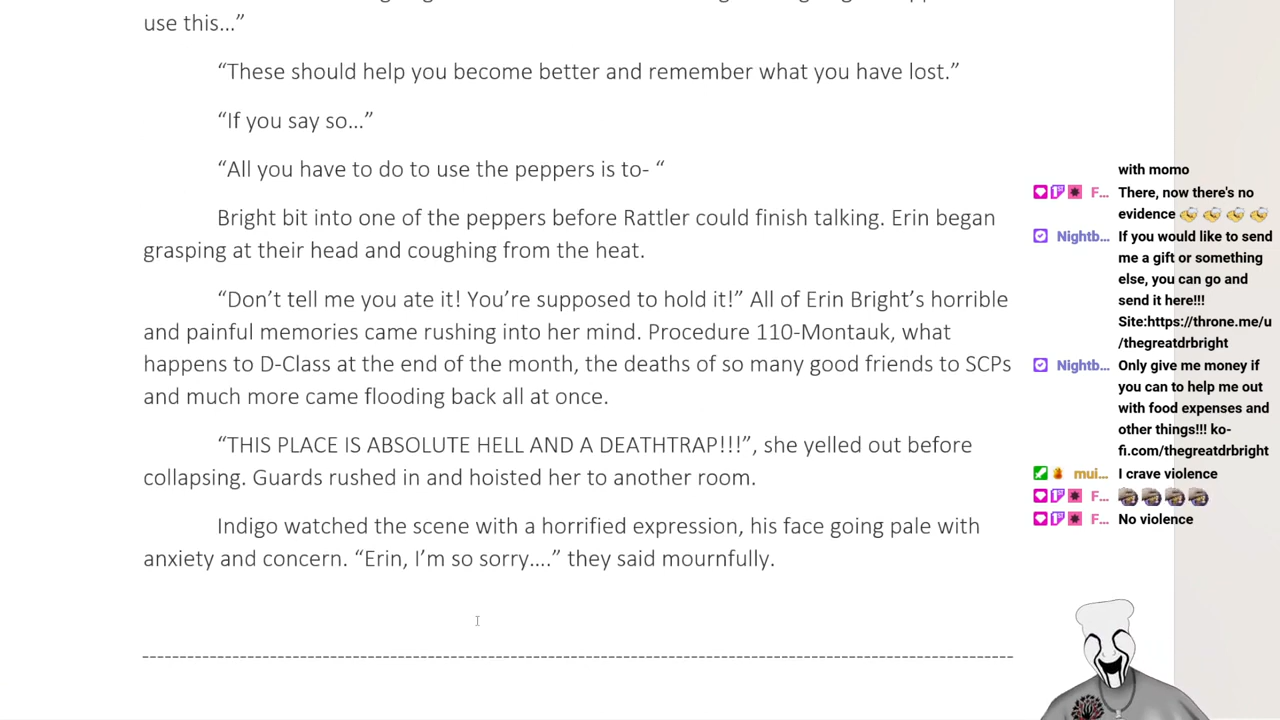 use this…”
“These should help you become better and remember what you have lost.”
“If you say so…”
“All you have to do to use the peppers is to- “
Bright bit into one of the peppers before Rattler could finish talking. Erin began
grasping at their head and coughing from the heat.
“Don’t tell me you ate it! You’re supposed to hold it!” All of Erin Bright’s horrible
and painful memories came rushing into her mind. Procedure 110-Montauk, what
happens to D-Class at the end of the month, the deaths of so many good friends to SCPs
and much more came flooding back all at once.
“THIS PLACE IS ABSOLUTE HELL AND A DEATHTRAP!!!”, she yelled out before
collapsing. Guards rushed in and hoisted her to another room.
Indigo watched the scene with a horrified expression, his face going pale with
anxiety and concern. “Erin, I’m so sorry….” they said mournfully.
with momo
F… There, now there's no
evidence
Nightb… If you would like to send
me a gift or something
else, you can go and
send it here!!!
Site:https://throne.me/u
/thegreatdrbright
Nightb… Only give me money if
you can to help me out
with food expenses and
other things!!! ko-
fi.com/thegreatdrbright
mui… I crave violence
F…
F… No violence